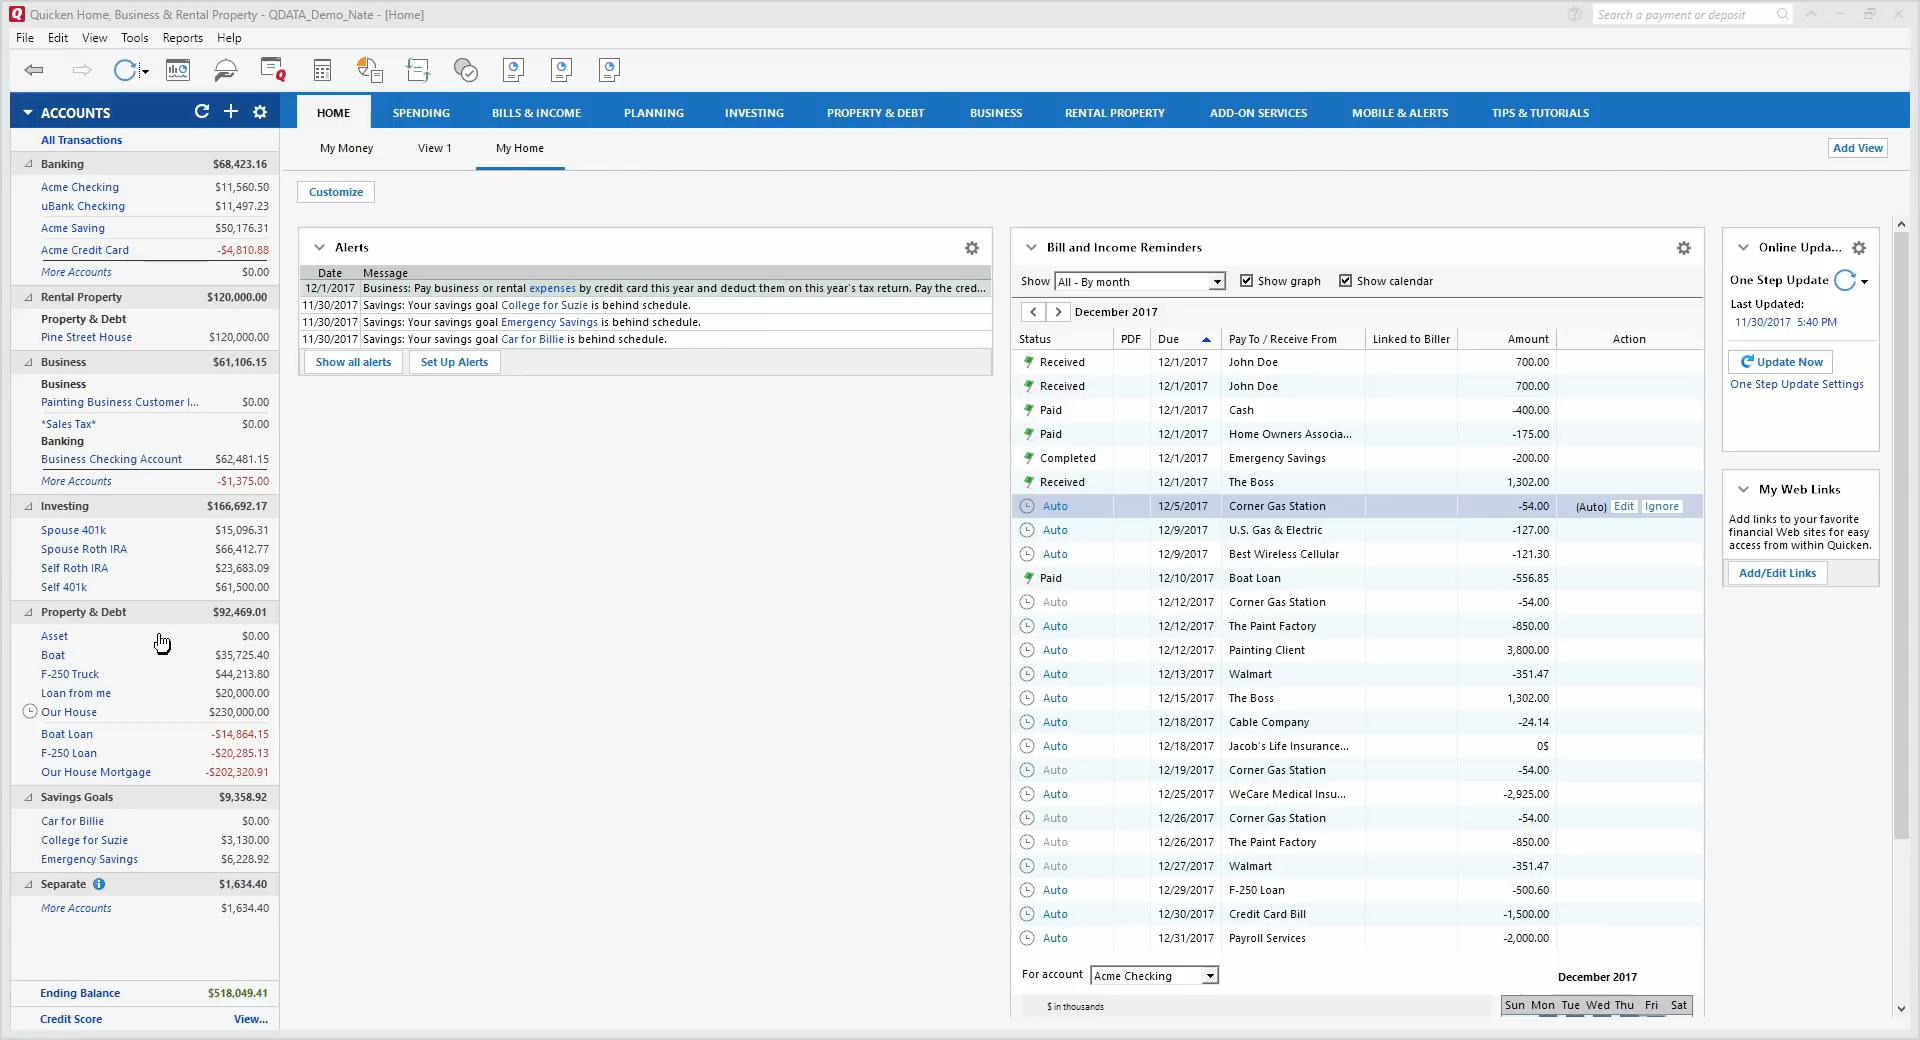 Quicken Home, Business & Rental Property - QDATA_Demo_Nate - [Home]
Search a payment or deposit
File Edit View Tools Reports Help
ACCOUNTS
HOME SPENDING BILLS & INCOME PLANNING INVESTING PROPERTY & DEBT BUSINESS RENTAL PROPERTY ADD-ON SERVICES MOBILE & ALERTS TIPS & TUTORIALS
My Money View 1 My Home
Add View
Customize
All Transactions
Banking $68,423.16
Acme Checking $11,560.50
uBank Checking $11,497.23
Acme Saving $50,176.31
Acme Credit Card -$4,810.88
More Accounts $0.00
Rental Property $120,000.00
Property & Debt
Pine Street House $120,000.00
Business $61,106.15
Business
Painting Business Customer I... $0.00
*Sales Tax* $0.00
Banking
Business Checking Account $62,481.15
More Accounts -$1,375.00
Investing $166,692.17
Spouse 401k $15,096.31
Spouse Roth IRA $66,412.77
Self Roth IRA $23,683.09
Self 401k $61,500.00
Property & Debt $92,469.01
Asset $0.00
Boat $35,725.40
F-250 Truck $44,213.80
Loan from me $20,000.00
Our House $230,000.00
Boat Loan -$14,864.15
F-250 Loan -$20,285.13
Our House Mortgage -$202,320.91
Savings Goals $9,358.92
Car for Billie $0.00
College for Suzie $3,130.00
Emergency Savings $6,228.92
Separate $1,634.40
More Accounts $1,634.40
Ending Balance $518,049.41
Credit Score View...
Alerts
Date Message
12/1/2017 Business: Pay business or rental expenses by credit card this year and deduct them on this year's tax return. Pay the cred...
11/30/2017 Savings: Your savings goal College for Suzie is behind schedule.
11/30/2017 Savings: Your savings goal Emergency Savings is behind schedule.
11/30/2017 Savings: Your savings goal Car for Billie is behind schedule.
Show all alerts Set Up Alerts
Bill and Income Reminders
Show All - By month Show graph Show calendar
December 2017
Status PDF Due Pay To / Receive From Linked to Biller Amount Action
Received 12/1/2017 John Doe 700.00
Received 12/1/2017 John Doe 700.00
Paid 12/1/2017 Cash -400.00
Paid 12/1/2017 Home Owners Associa... -175.00
Completed 12/1/2017 Emergency Savings -200.00
Received 12/1/2017 The Boss 1,302.00
Auto 12/5/2017 Corner Gas Station -54.00 (Auto) Edit Ignore
Auto 12/9/2017 U.S. Gas & Electric -127.00
Auto 12/9/2017 Best Wireless Cellular -121.30
Paid 12/10/2017 Boat Loan -556.85
Auto 12/12/2017 Corner Gas Station -54.00
Auto 12/12/2017 The Paint Factory -850.00
Auto 12/12/2017 Painting Client 3,800.00
Auto 12/13/2017 Walmart -351.47
Auto 12/15/2017 The Boss 1,302.00
Auto 12/18/2017 Cable Company -24.14
Auto 12/18/2017 Jacob's Life Insurance... 0$
Auto 12/19/2017 Corner Gas Station -54.00
Auto 12/25/2017 WeCare Medical Insu... -2,925.00
Auto 12/26/2017 Corner Gas Station -54.00
Auto 12/26/2017 The Paint Factory -850.00
Auto 12/27/2017 Walmart -351.47
Auto 12/29/2017 F-250 Loan -500.60
Auto 12/30/2017 Credit Card Bill -1,500.00
Auto 12/31/2017 Payroll Services -2,000.00
For account Acme Checking
$ in thousands
December 2017
Sun Mon Tue Wed Thu Fri Sat
Online Upda...
One Step Update
Last Updated:
11/30/2017 5:40 PM
Update Now
One Step Update Settings
My Web Links
Add links to your favorite
financial Web sites for easy
access from within Quicken.
Add/Edit Links